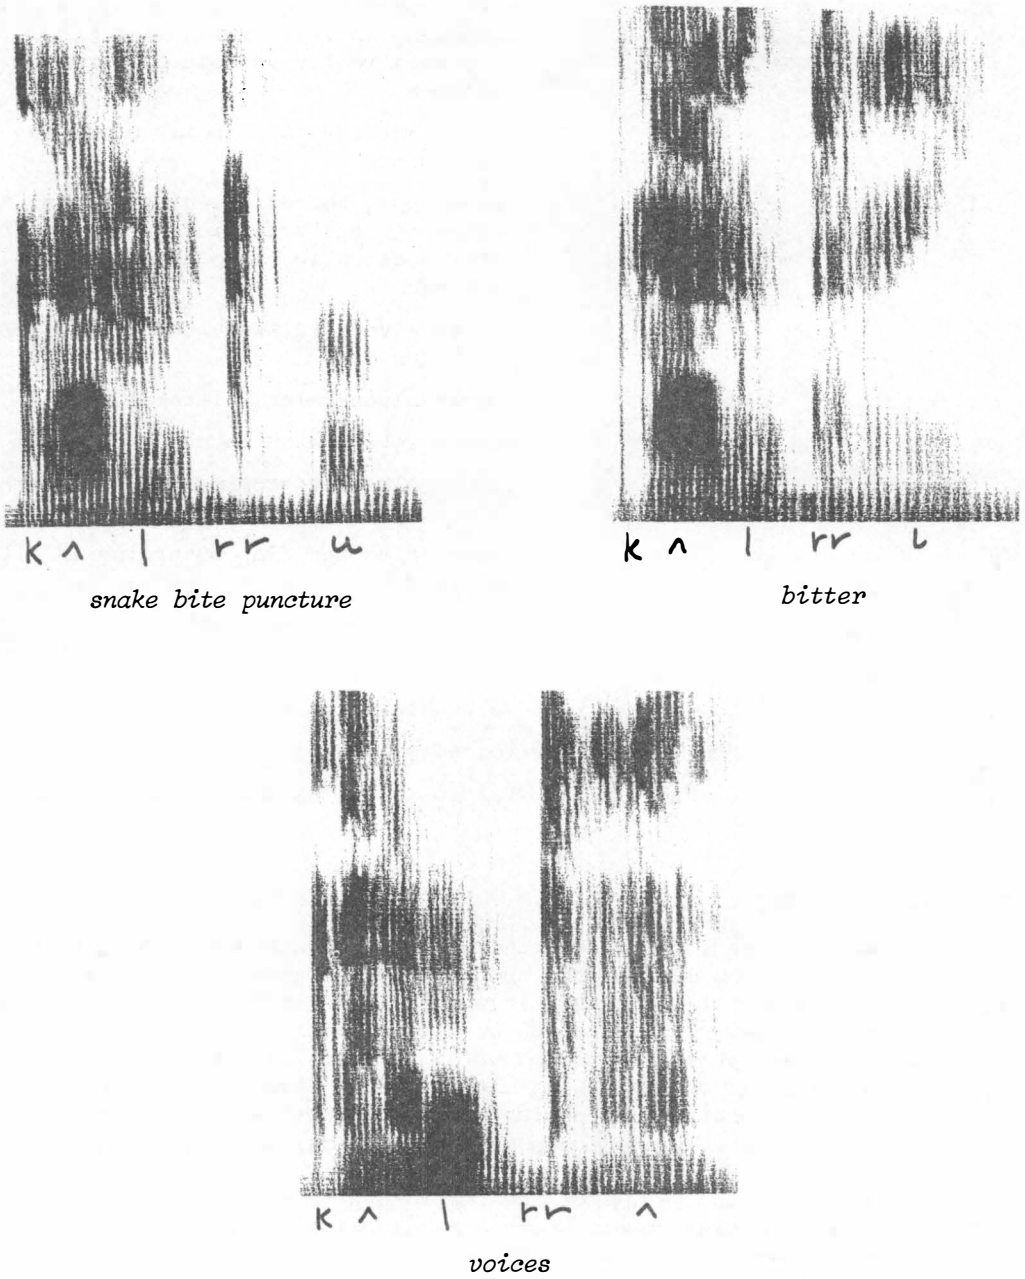 k ʌ l rr u
k ʌ l rr i
snake bite puncture
bitter
k ʌ l rr ʌ
voices